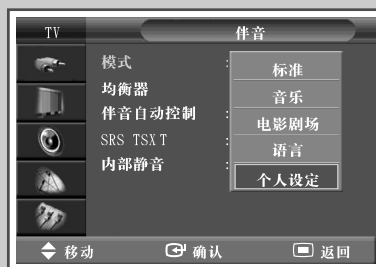 TV 伴音
模式 :
均衡器
伴音自动控制 :
SRS TSXT :
内部静音 :
标准
音乐
电影剧场
语言
个人设定
移动 确认 返回